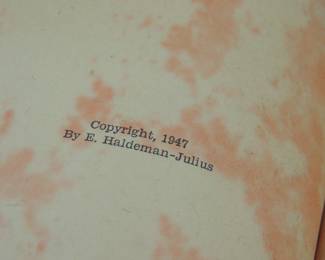 Copyright, 1947
By E. Haldeman-Julius